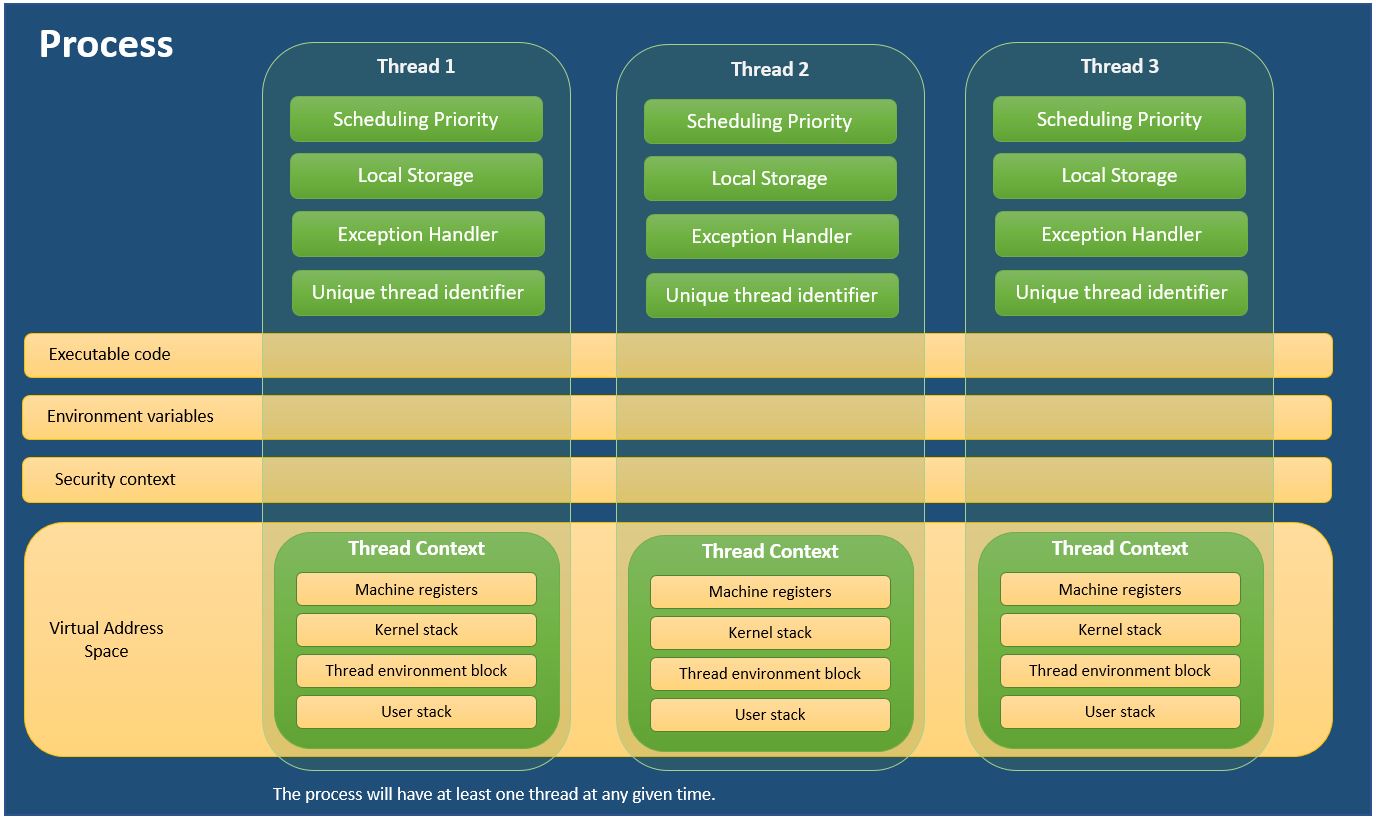 Process
Thread 1
Scheduling Priority
Local Storage
Exception Handler
Unique thread identifier
Thread 2
Scheduling Priority
Local Storage
Exception Handler
Unique thread identifier
Thread 3
Scheduling Priority
Local Storage
Exception Handler
Unique thread identifier
Executable code
Environment variables
Security context
Virtual Address
Space
Thread Context
Machine registers
Kernel stack
Thread environment block
User stack
Thread Context
Machine registers
Kernel stack
Thread environment block
User stack
Thread Context
Machine registers
Kernel stack
Thread environment block
User stack
The process will have at least one thread at any given time.